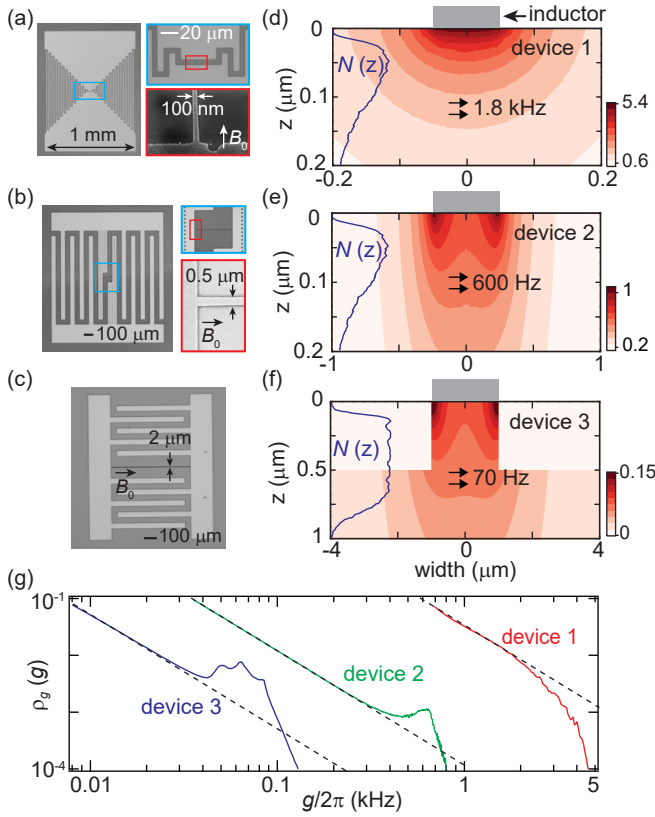 (a)
20 μm
100 nm
B₀
1 mm
(b)
N (z)
0.5 μm
B₀
100 μm
(c)
2 μm
B₀
100 μm
(d)
inductor
device 1
N (z)
1.8 kHz
z (μm)
0
0.1
0.2
-0.2
0
0.2
5.4
0.6
(e)
device 2
N (z)
600 Hz
z (μm)
0
0.1
0.2
-1
0
1
1
0.2
(f)
device 3
N (z)
70 Hz
z (μm)
0
0.5
1
-4
0
4
width (μm)
0.15
0
(g)
device 1
device 2
device 3
ρg (g)
10⁻¹
10⁻⁴
0.01
0.1
1
5
g/2π (kHz)